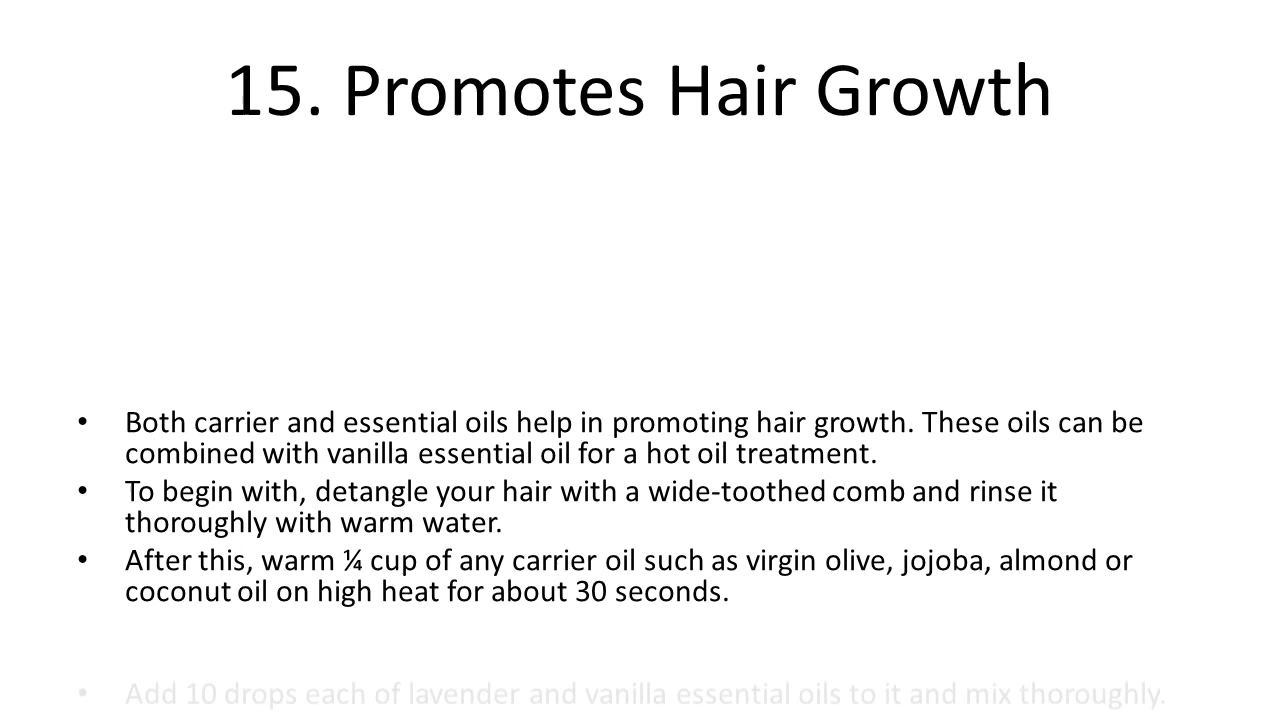 15. Promotes Hair Growth
• Both carrier and essential oils help in promoting hair growth. These oils can be
combined with vanilla essential oil for a hot oil treatment.
• To begin with, detangle your hair with a wide-toothed comb and rinse it
thoroughly with warm water.
• After this, warm ¼ cup of any carrier oil such as virgin olive, jojoba, almond or
coconut oil on high heat for about 30 seconds.
• Add 10 drops each of lavender and vanilla essential oils to it and mix thoroughly.